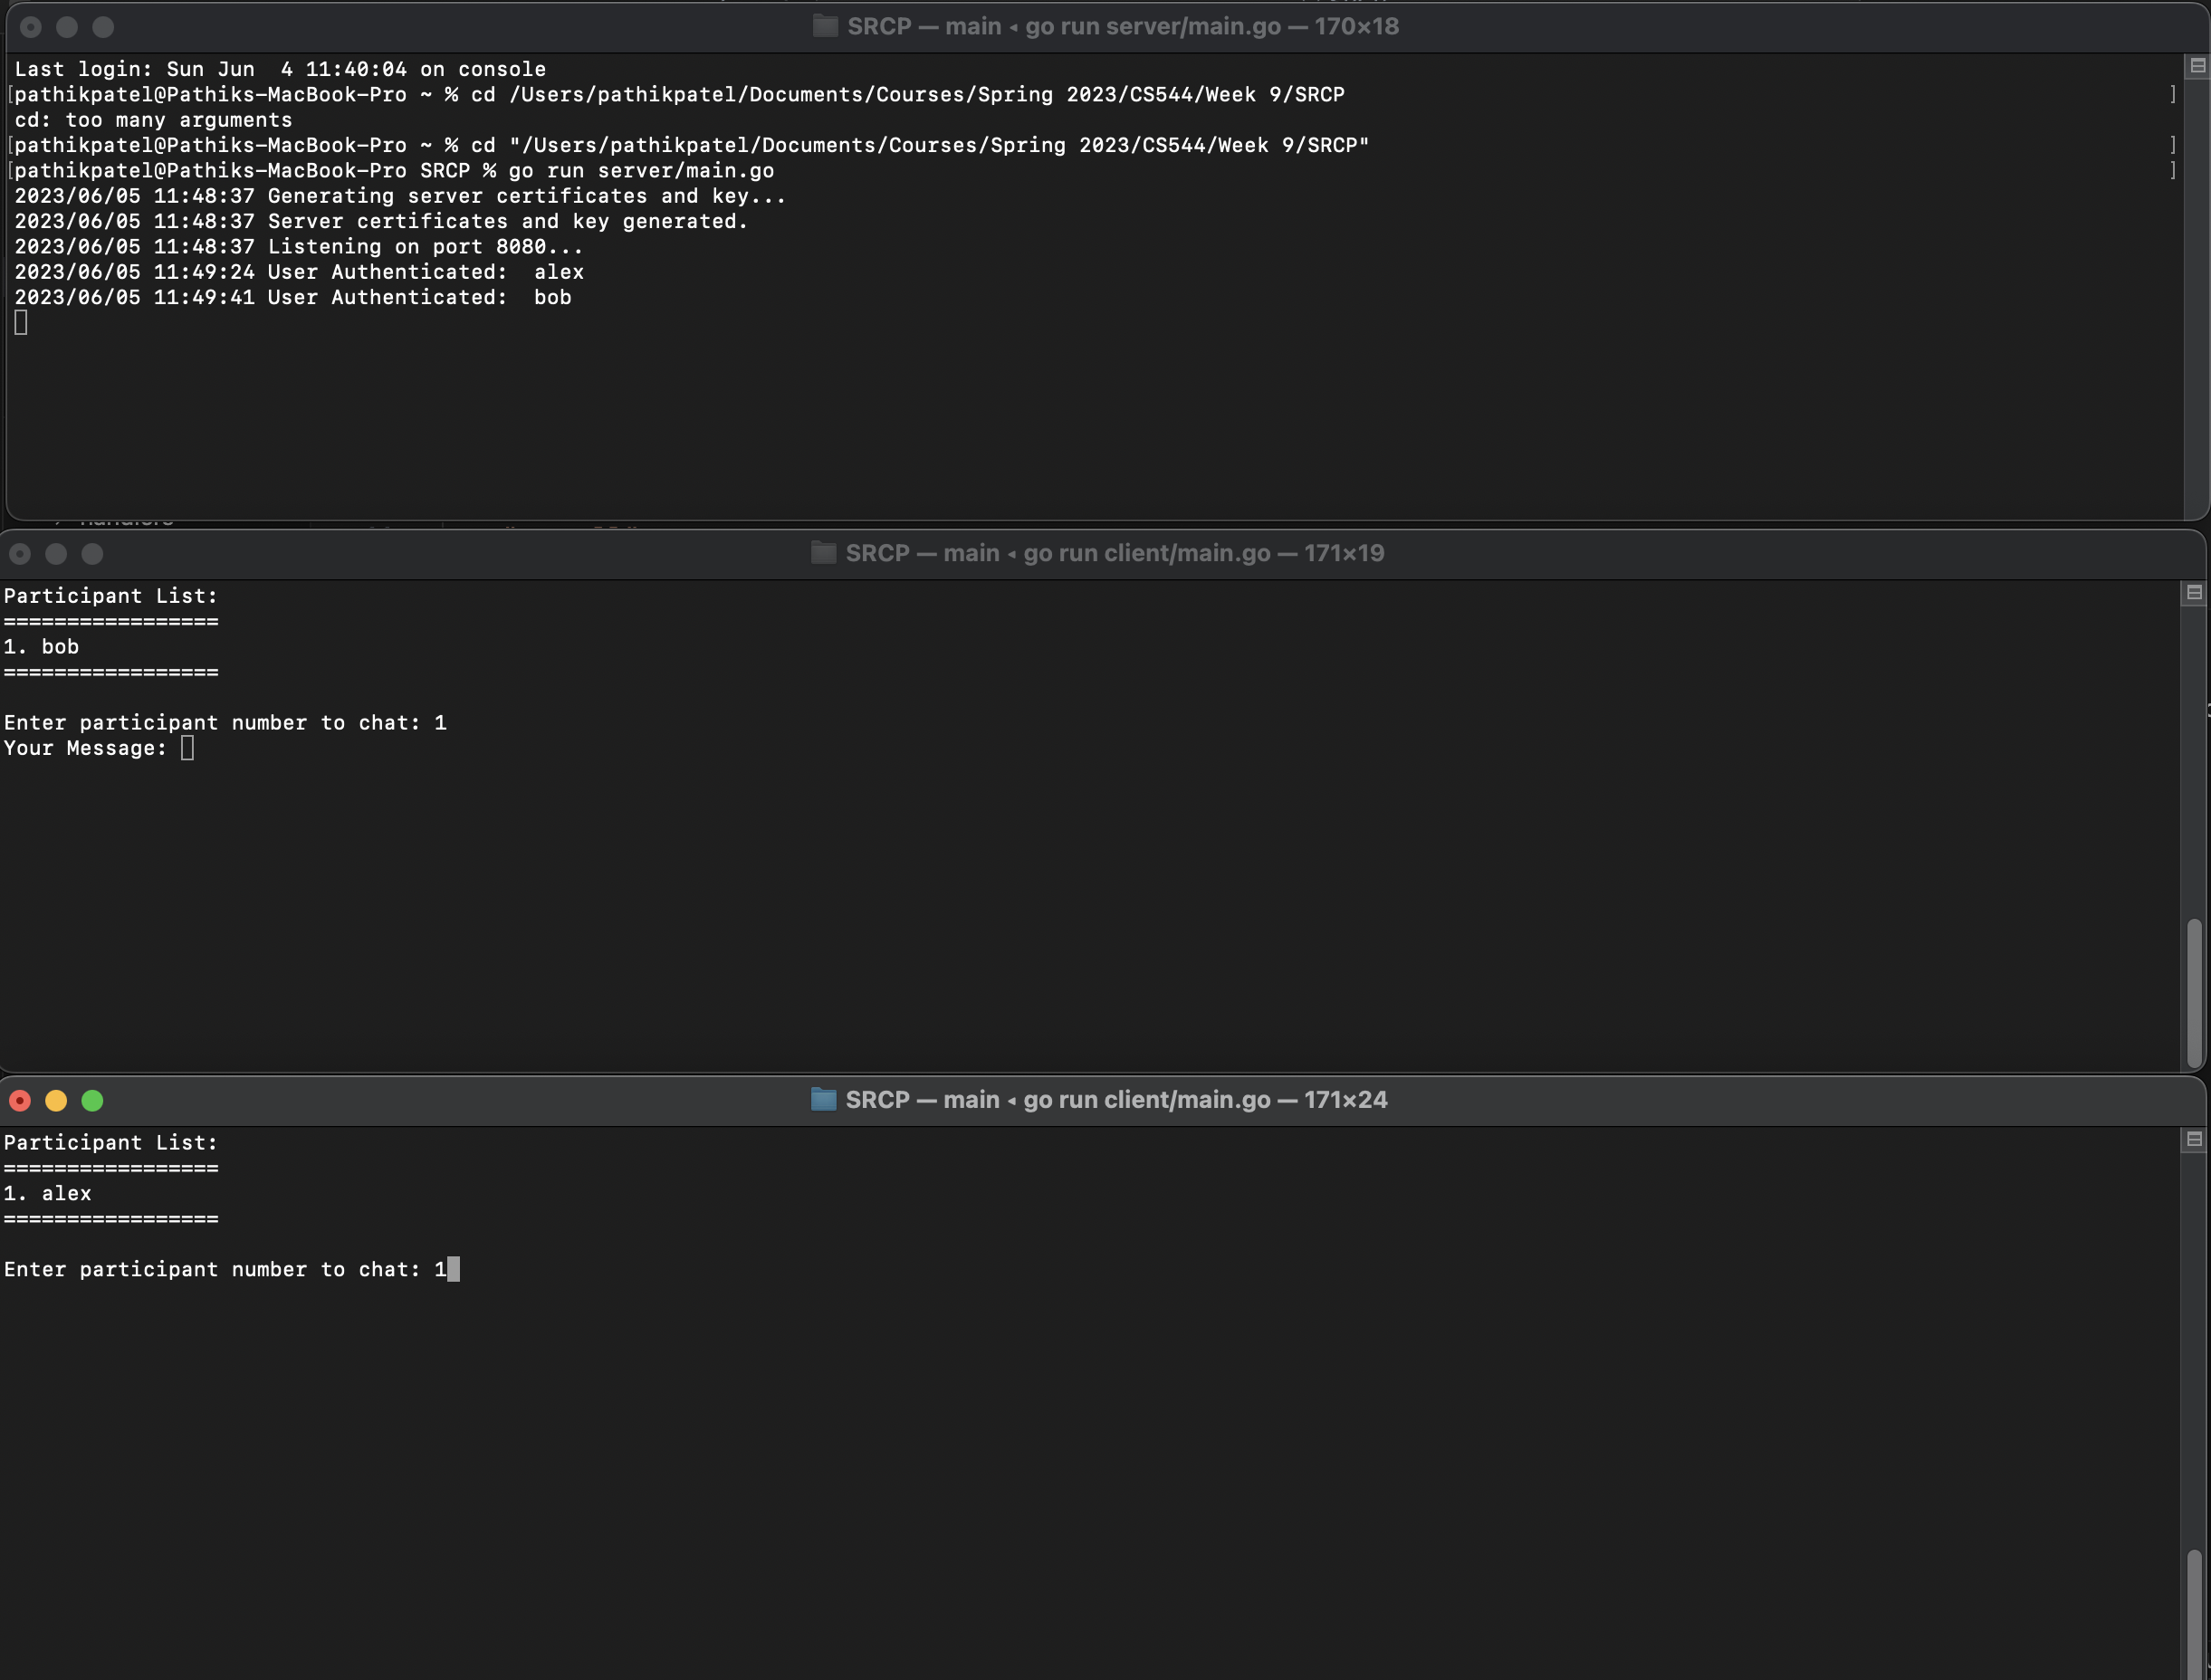 SRCP — main ◂ go run server/main.go — 170×18
Last login: Sun Jun  4 11:40:04 on console
[pathikpatel@Pathiks-MacBook-Pro ~ % cd /Users/pathikpatel/Documents/Courses/Spring 2023/CS544/Week 9/SRCP ]
cd: too many arguments
[pathikpatel@Pathiks-MacBook-Pro ~ % cd "/Users/pathikpatel/Documents/Courses/Spring 2023/CS544/Week 9/SRCP" ]
[pathikpatel@Pathiks-MacBook-Pro SRCP % go run server/main.go ]
2023/06/05 11:48:37 Generating server certificates and key...
2023/06/05 11:48:37 Server certificates and key generated.
2023/06/05 11:48:37 Listening on port 8080...
2023/06/05 11:49:24 User Authenticated:  alex
2023/06/05 11:49:41 User Authenticated:  bob
SRCP — main ◂ go run client/main.go — 171×19
Participant List:
=================
1. bob
=================
Enter participant number to chat: 1
Your Message:
SRCP — main ◂ go run client/main.go — 171×24
Participant List:
=================
1. alex
=================
Enter participant number to chat: 1